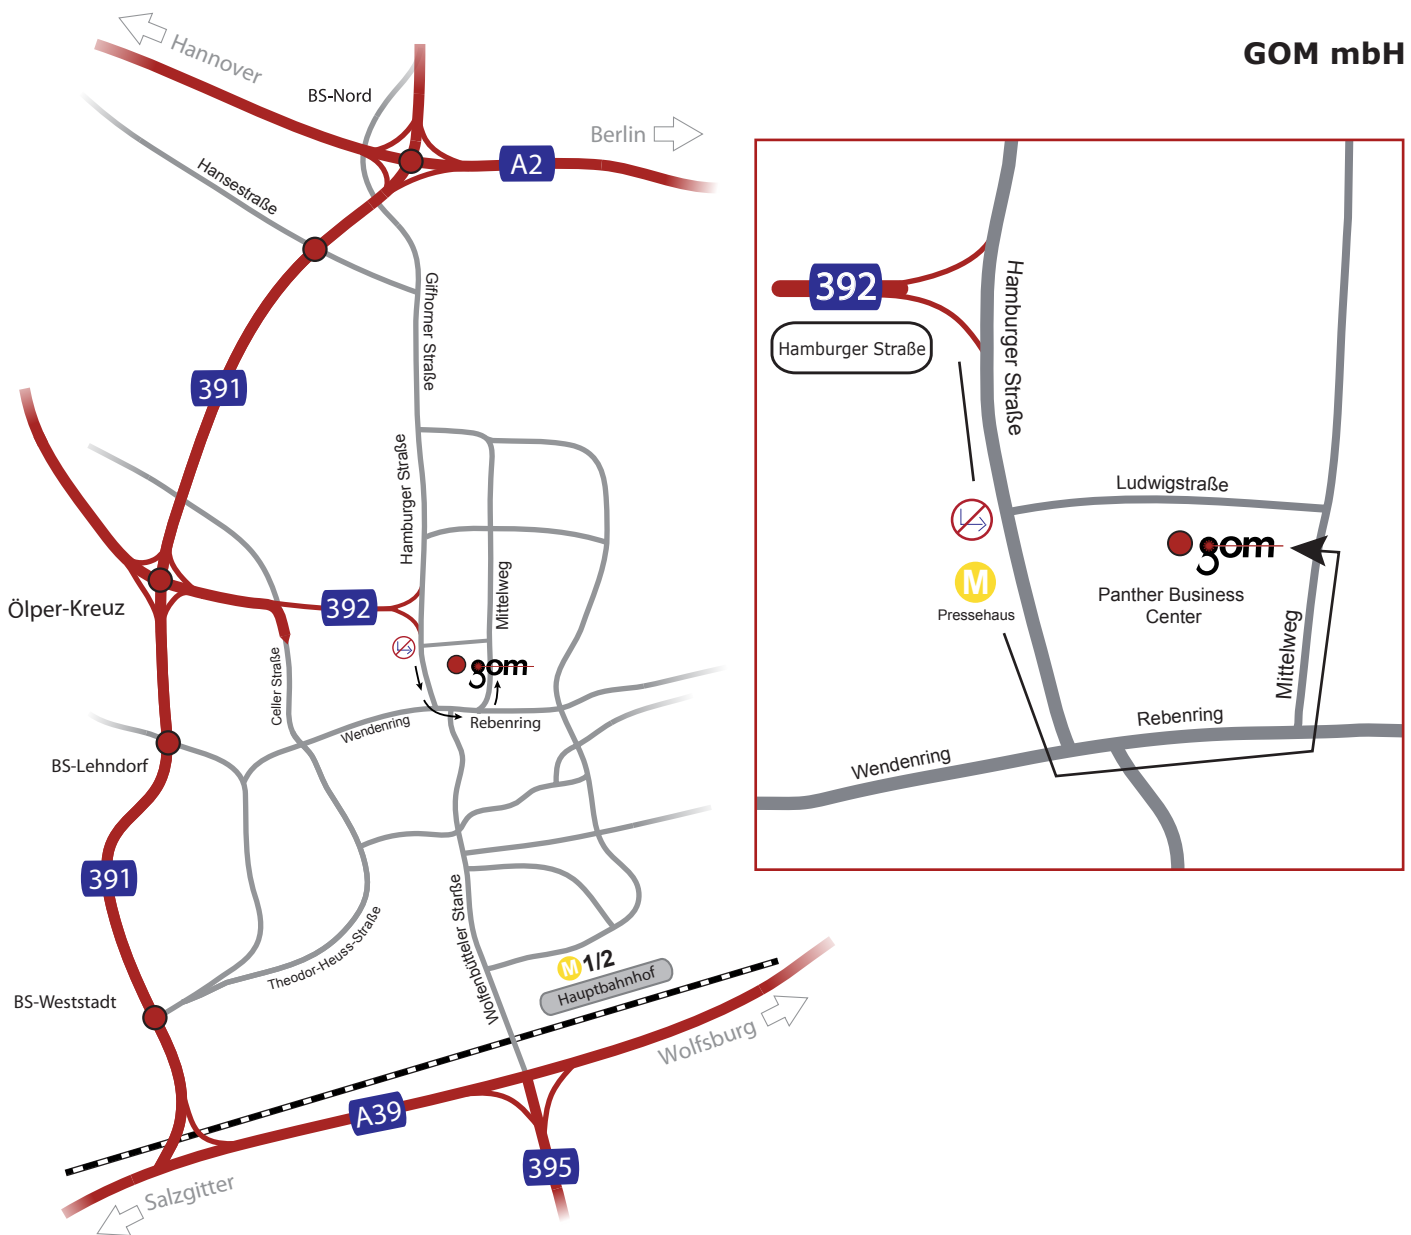 GOM mbH
Hannover
BS-Nord
Berlin
A2
Hansestraße
Gifhorner Straße
391
Hamburger Straße
Ölper-Kreuz
392
Mittelweg
gom
Celler Straße
Wendenring
Rebenring
BS-Lehndorf
391
Theodor-Heuss-Straße
Wolfenbütteler Starße
M 1/2
Hauptbahnhof
BS-Weststadt
Wolfsburg
A39
395
Salzgitter
392
Hamburger Straße
Hamburger Straße
Ludwigstraße
gom
M
Pressehaus
Panther Business
Center
Mittelweg
Rebenring
Wendenring